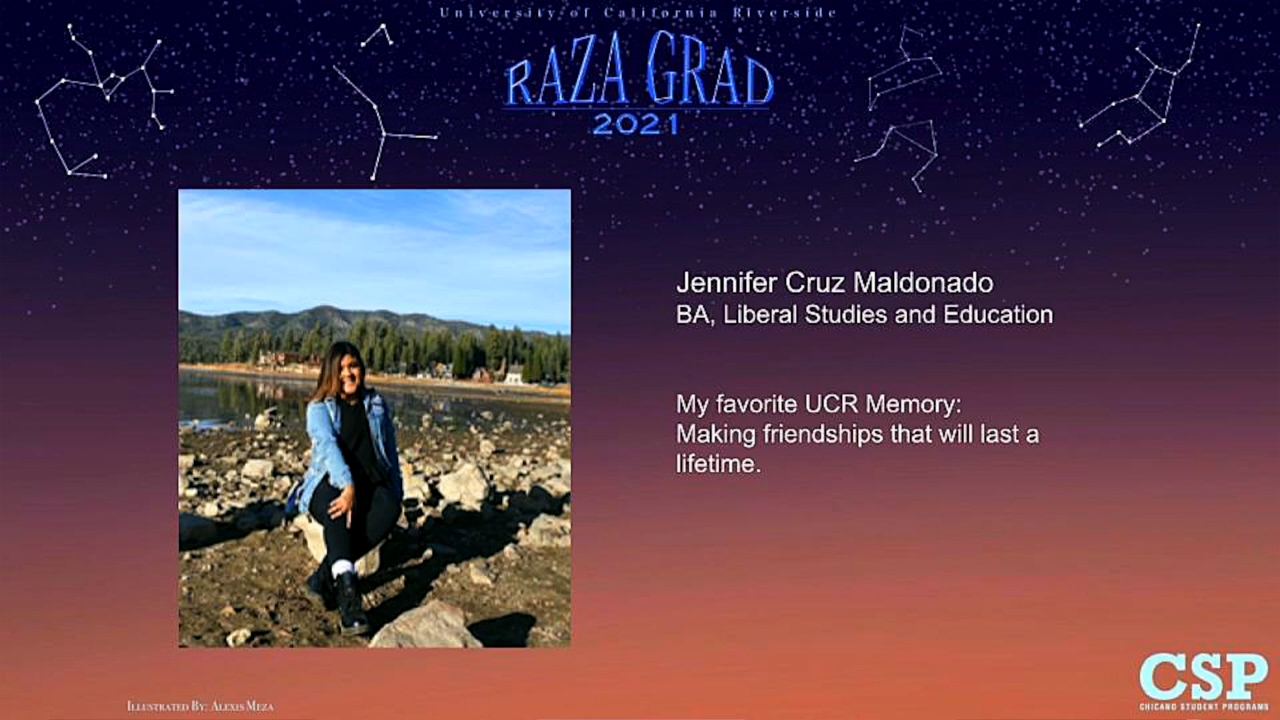 University of California Riverside
RAZA GRAD
2021
Jennifer Cruz Maldonado
BA, Liberal Studies and Education
My favorite UCR Memory:
Making friendships that will last a
lifetime.
ILLUSTRATED BY: ALEXIS MEZA
CSP
CHICANO STUDENT PROGRAMS